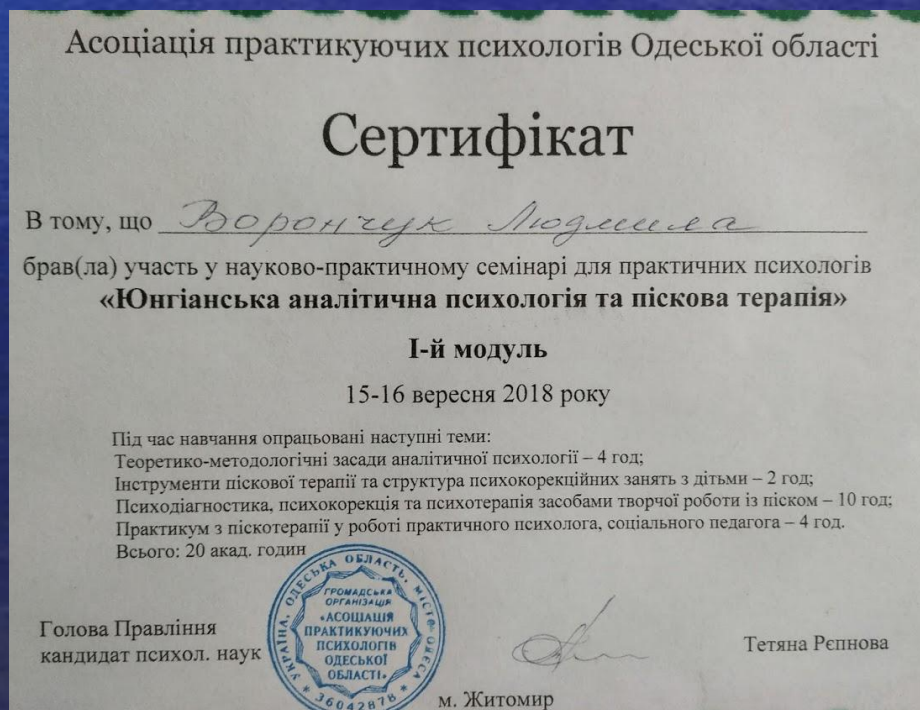 Асоціація практикуючих психологів Одеської області
Сертифікат
В тому, що Ворончук Людмила
брав(ла) участь у науково-практичному семінарі для практичних психологів
«Юнгіанська аналітична психологія та піскова терапія»
І-й модуль
15-16 вересня 2018 року
Під час навчання опрацьовані наступні теми:
Теоретико-методологічні засади аналітичної психології – 4 год;
Інструменти піскової терапії та структура психокорекційних занять з дітьми – 2 год;
Психодіагностика, психокорекція та психотерапія засобами творчої роботи із піском – 10 год;
Практикум з піскотерапії у роботі практичного психолога, соціального педагога – 4 год.
Всього: 20 акад. годин
УКРАЇНА, ОДЕСЬКА ОБЛАСТЬ, МІСТО ОДЕСА
ГРОМАДСЬКА
ОРГАНІЗАЦІЯ
«АСОЦІАЦІЯ
ПРАКТИКУЮЧИХ
ПСИХОЛОГІВ
ОДЕСЬКОЇ
ОБЛАСТІ»
* 36042878 *
Голова Правління
кандидат психол. наук
Тетяна Рєпнова
м. Житомир